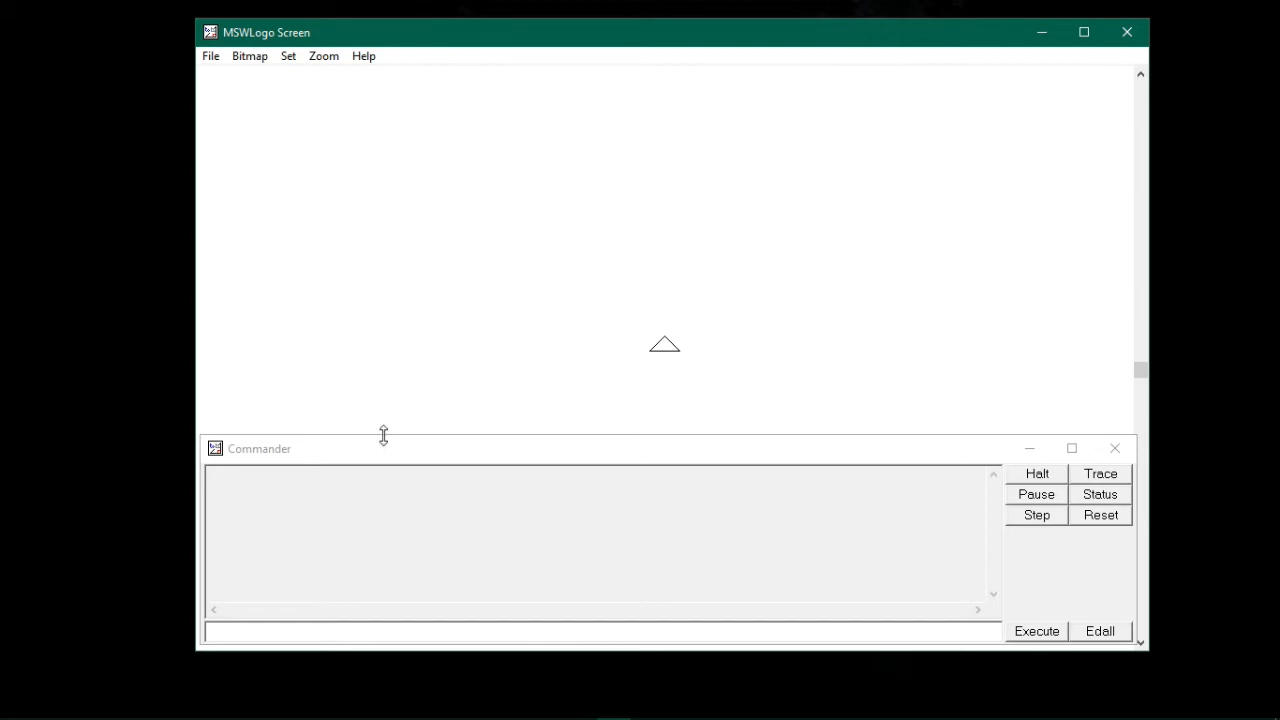 MSWLogo Screen
File Bitmap Set Zoom Help
Commander
Halt Trace
Pause Status
Step Reset
Execute Edall